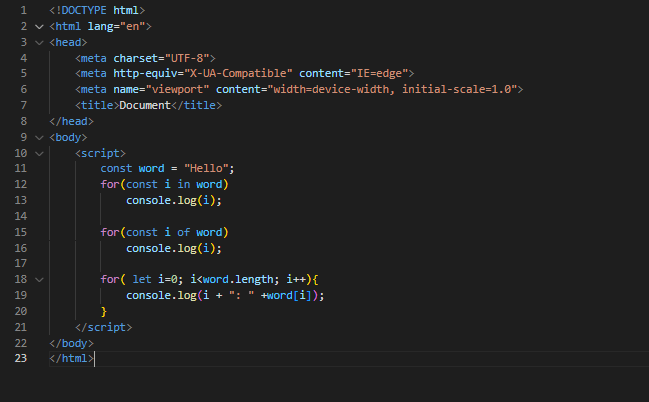 1 <!DOCTYPE html>
2 <html lang="en">
3 <head>
4     <meta charset="UTF-8">
5     <meta http-equiv="X-UA-Compatible" content="IE=edge">
6     <meta name="viewport" content="width=device-width, initial-scale=1.0">
7     <title>Document</title>
8 </head>
9 <body>
10     <script>
11         const word = "Hello";
12         for(const i in word)
13             console.log(i);
14
15         for(const i of word)
16             console.log(i);
17
18         for( let i=0; i<word.length; i++){
19             console.log(i + ": " +word[i]);
20         }
21     </script>
22 </body>
23 </html>